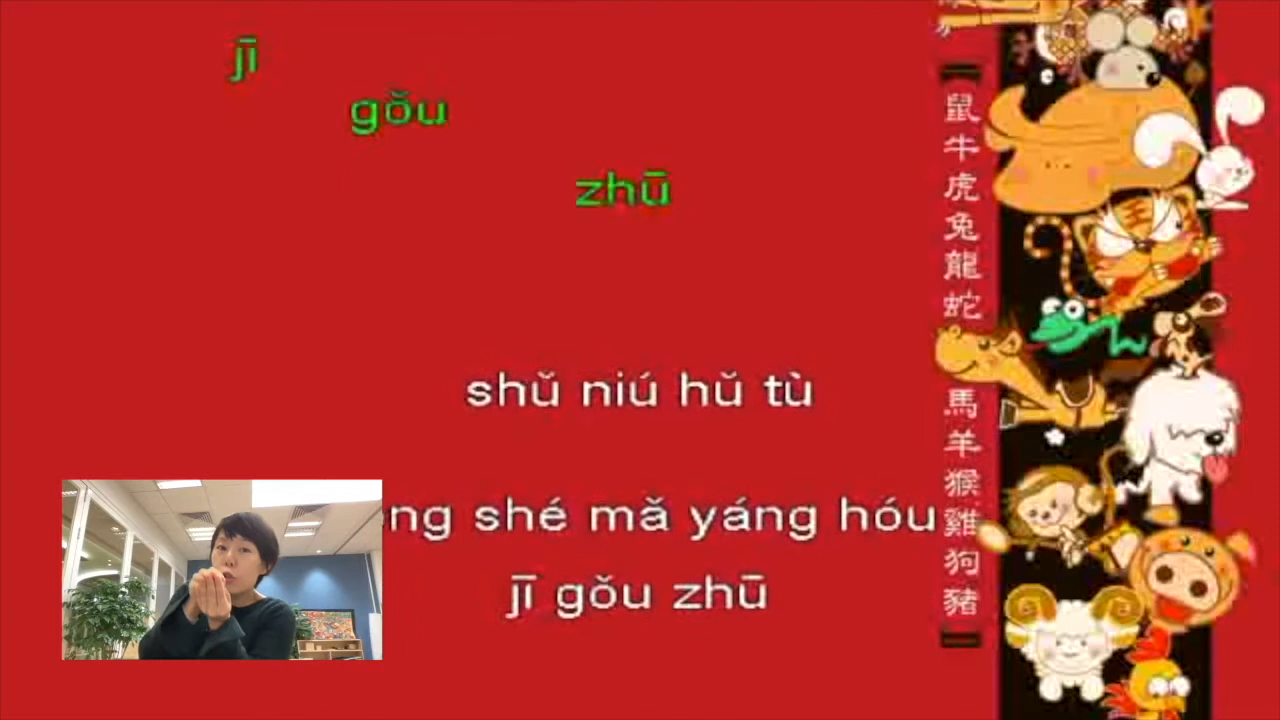 jī
gǒu
zhū
shǔ niú hǔ tù
ng shé mǎ yáng hóu
jī gǒu zhū
【鼠牛虎兔龍蛇
馬羊猴雞狗豬】
王